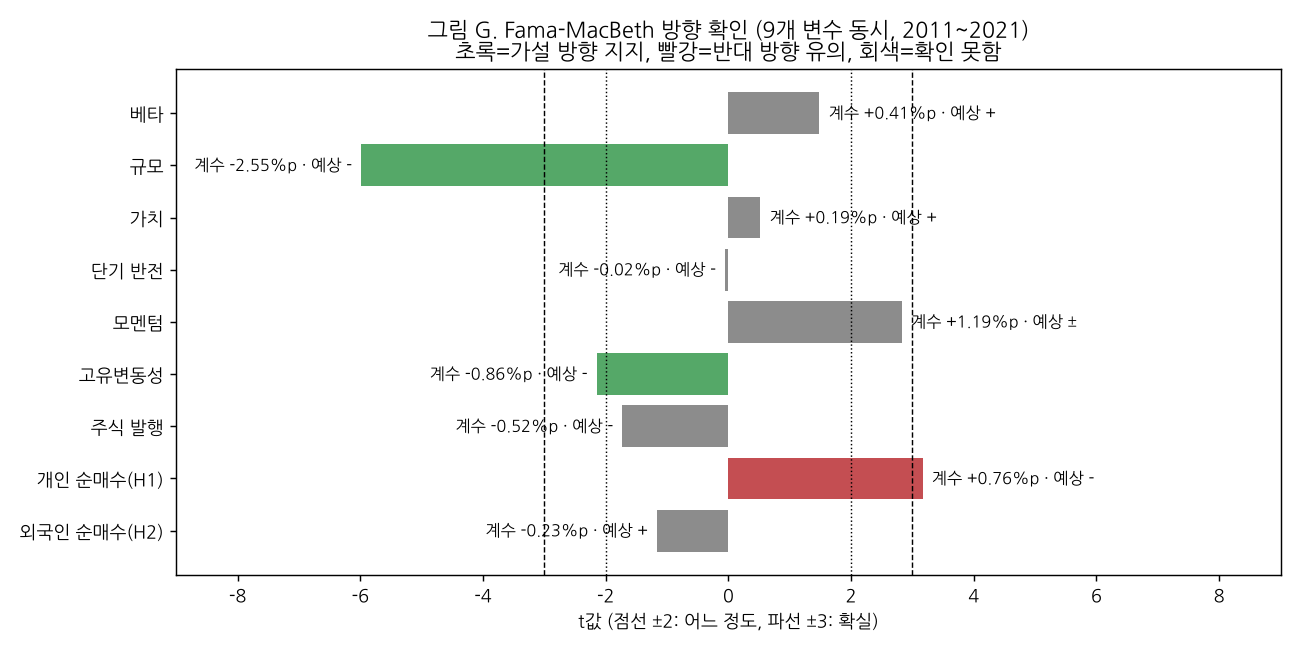 그림 G. Fama-MacBeth 방향 확인 (9개 변수 동시, 2011~2021)
초록=가설 방향 지지, 빨강=반대 방향 유의, 회색=확인 못함
베타
계수 +0.41%p · 예상 +
규모
계수 -2.55%p · 예상 -
가치
계수 +0.19%p · 예상 +
단기 반전
계수 -0.02%p · 예상 -
모멘텀
계수 +1.19%p · 예상 ±
고유변동성
계수 -0.86%p · 예상 -
주식 발행
계수 -0.52%p · 예상 -
개인 순매수(H1)
계수 +0.76%p · 예상 -
외국인 순매수(H2)
계수 -0.23%p · 예상 +
-8 -6 -4 -2 0 2 4 6 8
t값 (점선 ±2: 어느 정도, 파선 ±3: 확실)